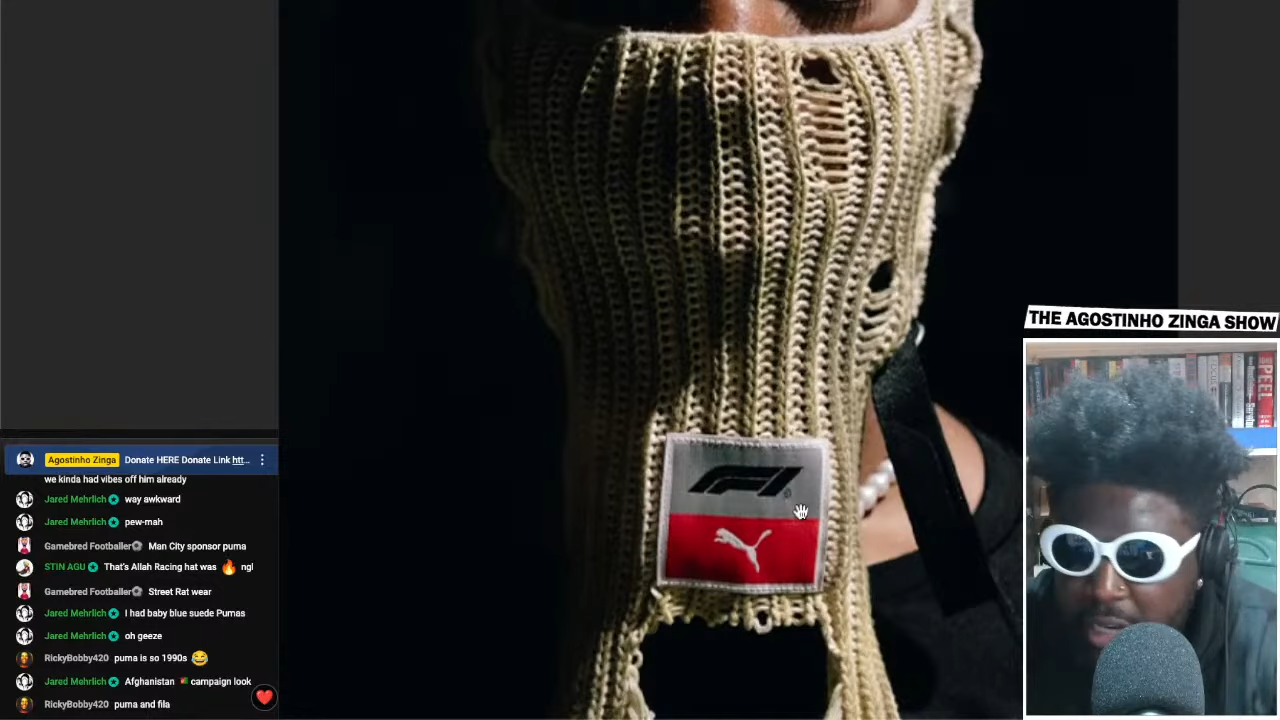 THE AGOSTINHO ZINGA SHOW
F1
PEEL
Agostinho Zinga Donate HERE Donate Link htt...
we kinda had vibes off him already
Jared Mehrlich way awkward
Jared Mehrlich pew-mah
Gamebred Footballer Man City sponsor puma
STIN AGU That's Allah Racing hat was 🔥 ngl
Gamebred Footballer Street Rat wear
Jared Mehrlich I had baby blue suede Pumas
Jared Mehrlich oh geeze
RickyBobby420 puma is so 1990s 😂
Jared Mehrlich Afghanistan 🇦🇫 campaign look
RickyBobby420 puma and fila